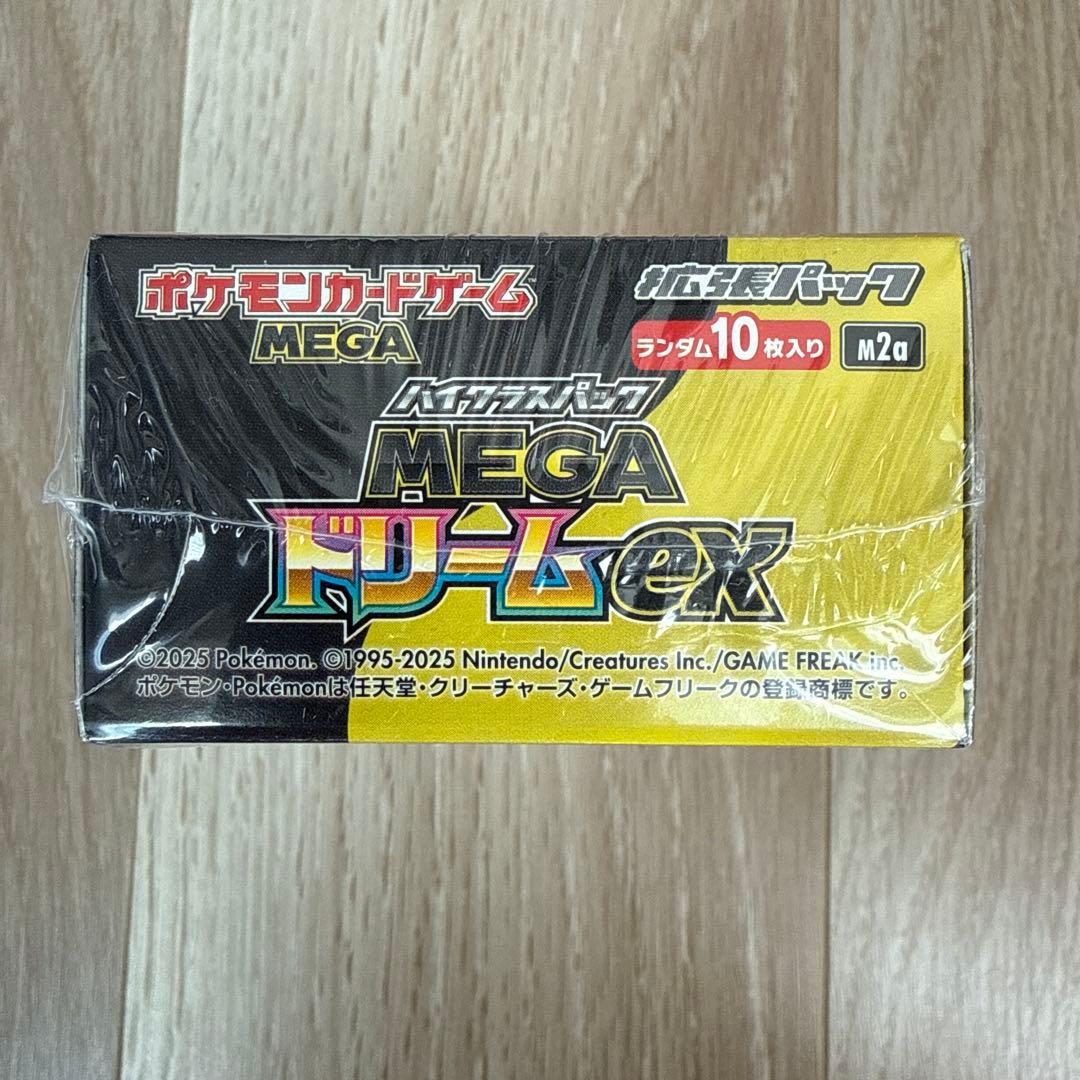 ポケモンカードゲーム
MEGA
拡張パック
ランダム10枚入り
M2a
ハイクラスパック
MEGA
ドリームex
©2025 Pokémon. ©1995-2025 Nintendo/Creatures Inc./GAME FREAK inc.
ポケモン・Pokémonは任天堂・クリーチャーズ・ゲームフリークの登録商標です。